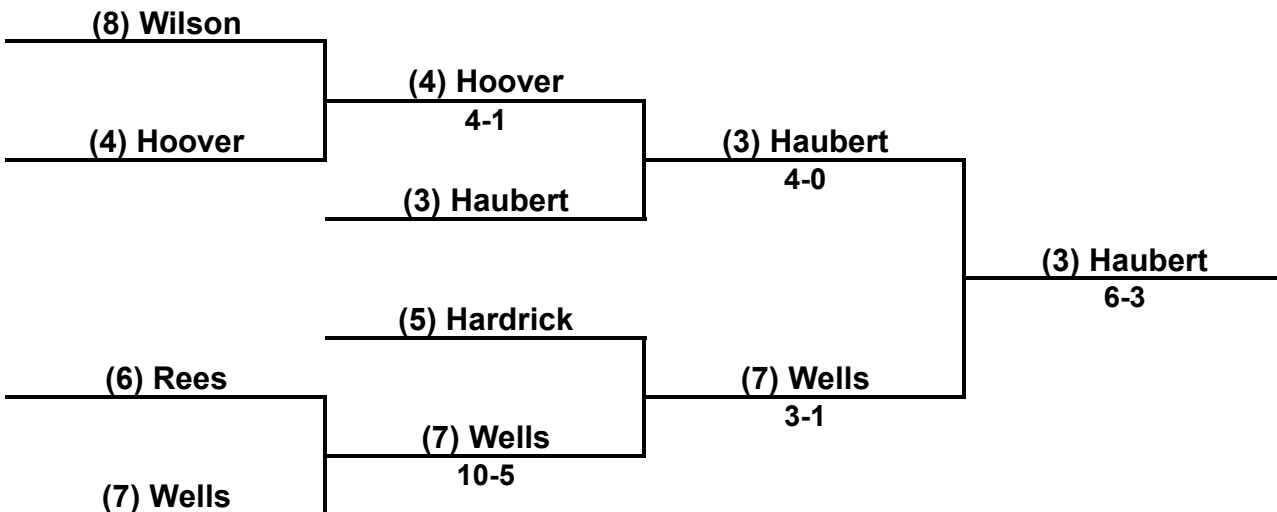 (8) Wilson
(4) Hoover
4-1
(4) Hoover
(3) Haubert
4-0
(3) Haubert
(3) Haubert
6-3
(5) Hardrick
(6) Rees
(7) Wells
3-1
(7) Wells
10-5
(7) Wells